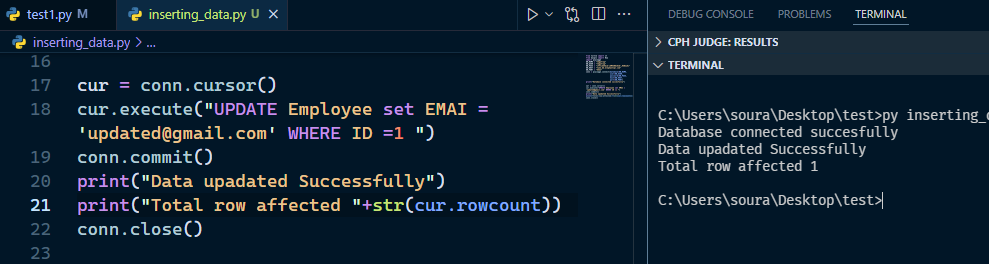 test1.py M
inserting_data.py U
inserting_data.py > ...
16
17 cur = conn.cursor()
18 cur.execute("UPDATE Employee set EMAI =
'updated@gmail.com' WHERE ID =1 ")
19 conn.commit()
20 print("Data upadated Successfully")
21 print("Total row affected "+str(cur.rowcount))
22 conn.close()
23
DEBUG CONSOLE PROBLEMS TERMINAL
CPH JUDGE: RESULTS
TERMINAL
C:\Users\soura\Desktop\test>py inserting_
Database connected succesfully
Data upadated Successfully
Total row affected 1
C:\Users\soura\Desktop\test>